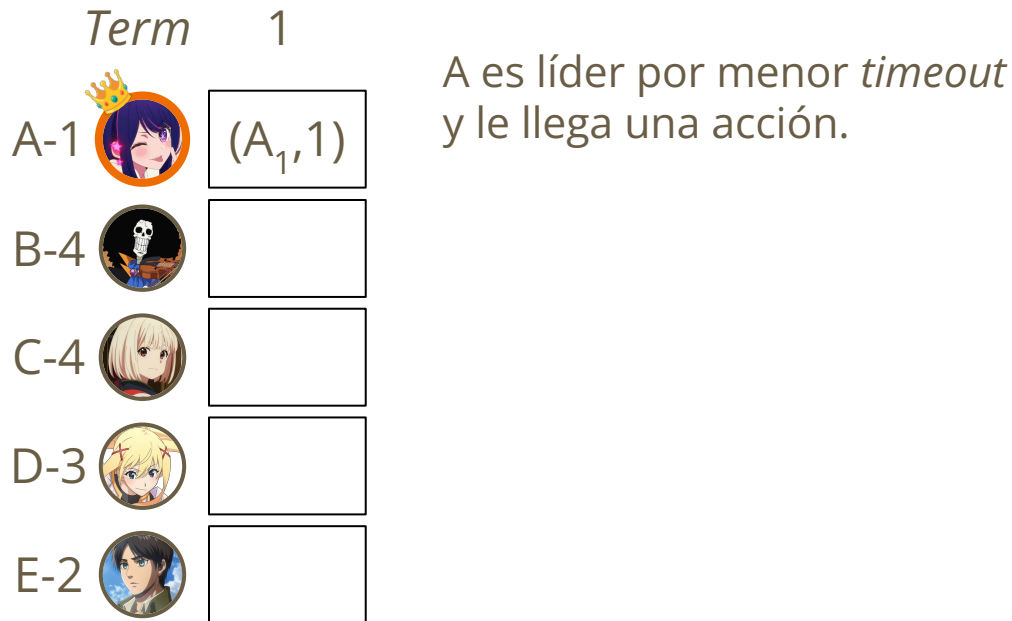 Term 1
A-1 (A₁,1)
B-4
C-4
D-3
E-2
A es líder por menor timeout
y le llega una acción.